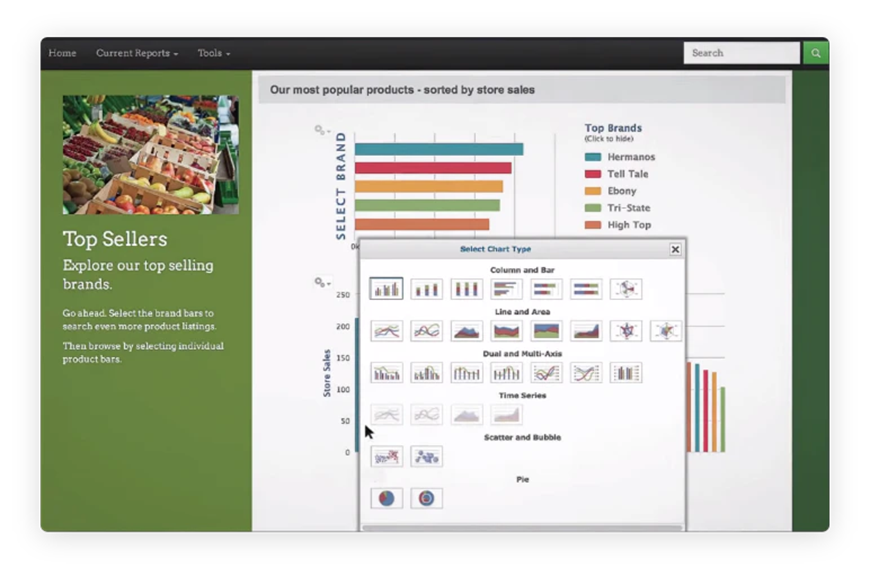 Home Current Reports Tools Search
Our most popular products - sorted by store sales
Top Sellers
Explore our top selling
brands.
Go ahead. Select the brand bars to
search even more product listings.
Then browse by selecting individual
product bars.
SELECT BRAND
Top Brands
(Click to hide)
Hermanos
Tell Tale
Ebony
Tri-State
High Top
Select Chart Type
Column and Bar
Line and Area
Dual and Multi-Axis
Time Series
Scatter and Bubble
Pie
Store Sales
250
200
150
100
50
0